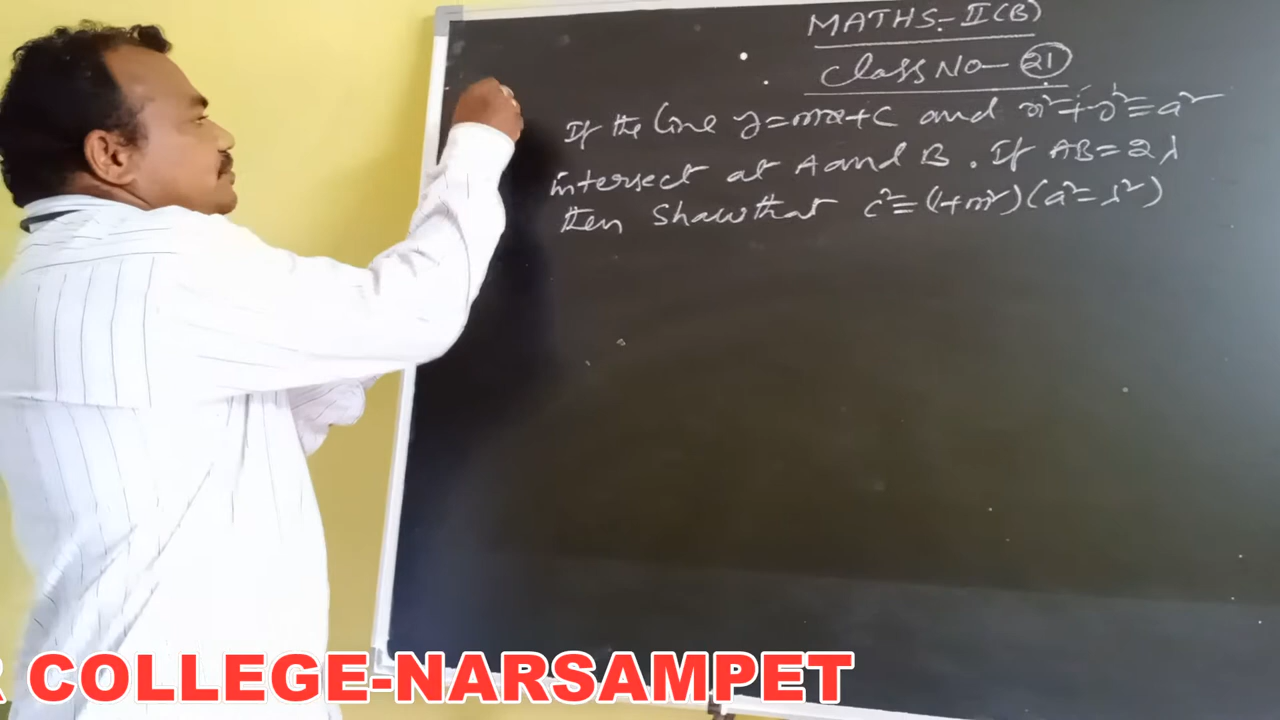 MATHS-II(B)
Class No-21
If the line y=mx+c and x²+y²=a²
intersect at A and B. If AB=2λ
then show that c²=(1+m²)(a²-λ²)
COLLEGE-NARSAMPET